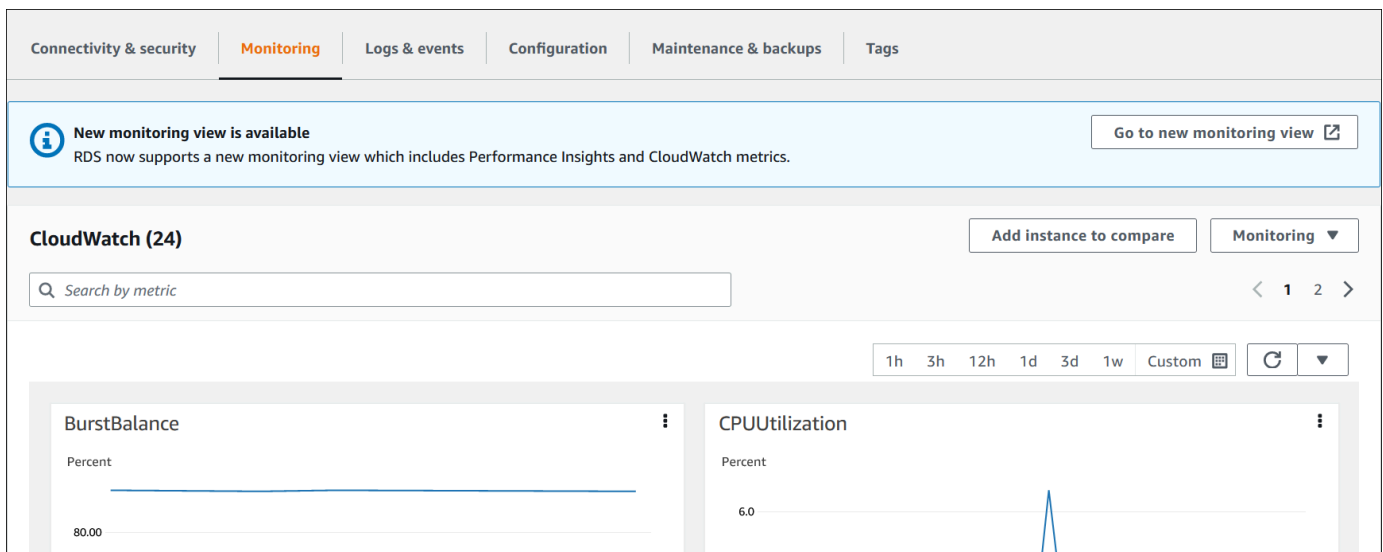 Connectivity & security Monitoring Logs & events Configuration Maintenance & backups Tags
New monitoring view is available
RDS now supports a new monitoring view which includes Performance Insights and CloudWatch metrics.
Go to new monitoring view
CloudWatch (24)
Add instance to compare Monitoring
Search by metric
1 2
1h 3h 12h 1d 3d 1w Custom
BurstBalance
Percent
80.00
CPUUtilization
Percent
6.0